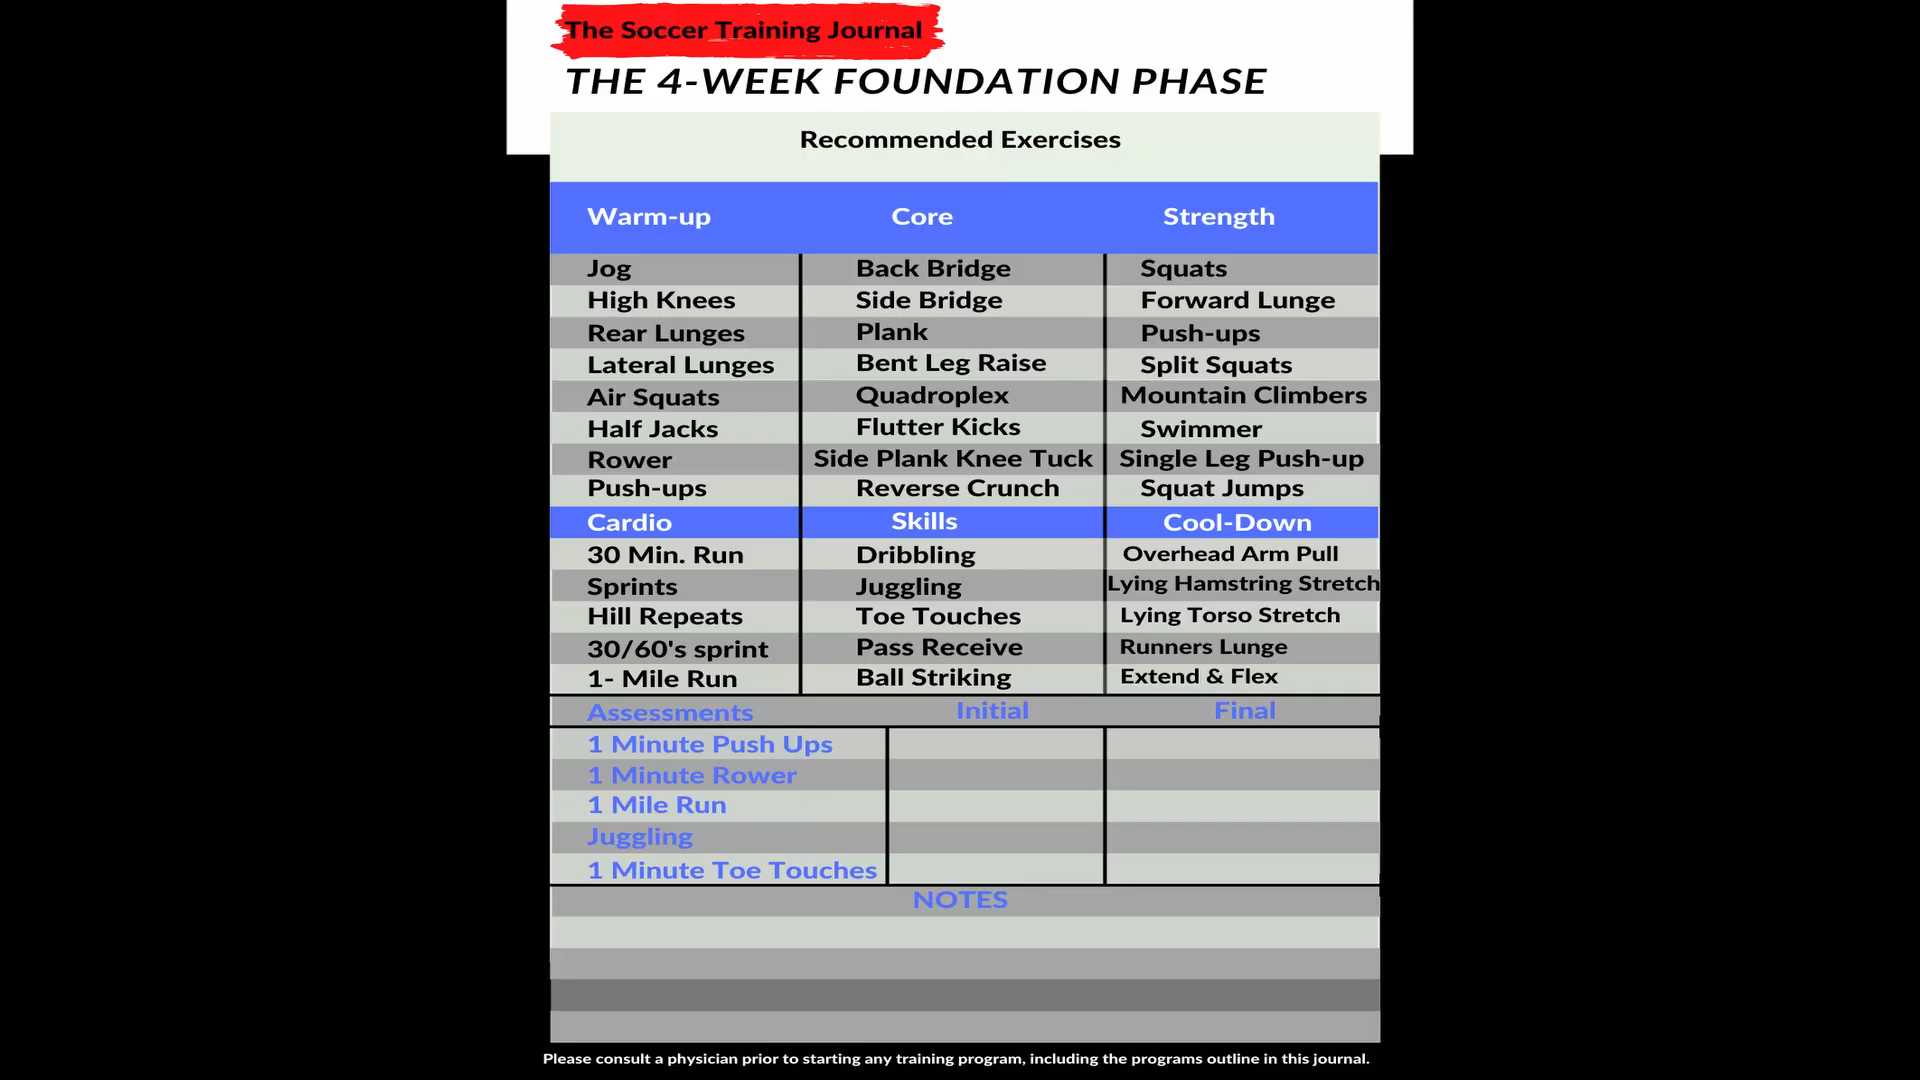 The Soccer Training Journal
THE 4-WEEK FOUNDATION PHASE
Recommended Exercises
Warm-up Core Strength
Jog Back Bridge Squats
High Knees Side Bridge Forward Lunge
Rear Lunges Plank Push-ups
Lateral Lunges Bent Leg Raise Split Squats
Air Squats Quadroplex Mountain Climbers
Half Jacks Flutter Kicks Swimmer
Rower Side Plank Knee Tuck Single Leg Push-up
Push-ups Reverse Crunch Squat Jumps
Cardio Skills Cool-Down
30 Min. Run Dribbling Overhead Arm Pull
Sprints Juggling Lying Hamstring Stretch
Hill Repeats Toe Touches Lying Torso Stretch
30/60's sprint Pass Receive Runners Lunge
1- Mile Run Ball Striking Extend & Flex
Assessments Initial Final
1 Minute Push Ups
1 Minute Rower
1 Mile Run
Juggling
1 Minute Toe Touches
NOTES
Please consult a physician prior to starting any training program, including the programs outline in this journal.